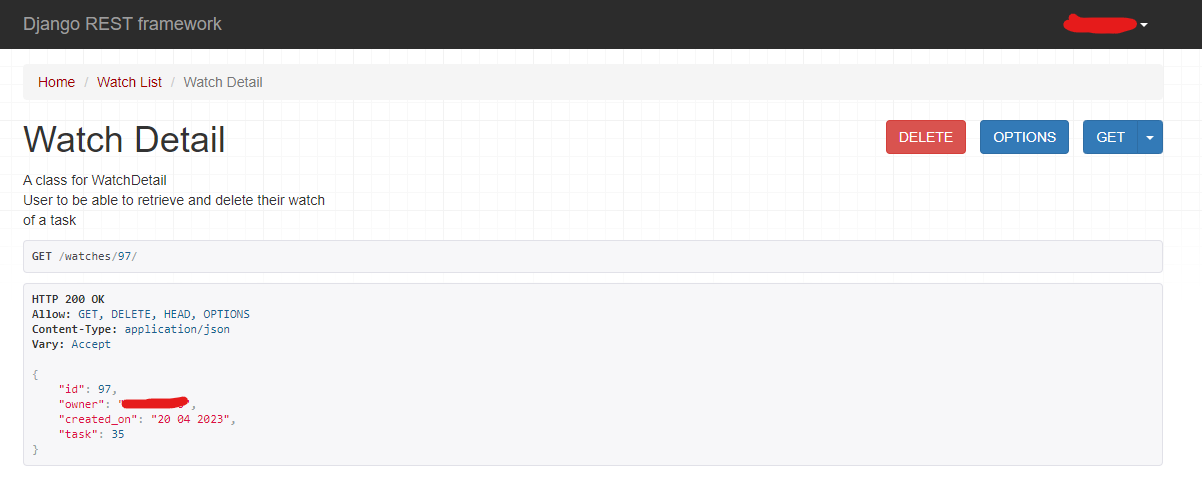 Django REST framework
Home / Watch List / Watch Detail
Watch Detail
DELETE OPTIONS GET
A class for WatchDetail
User to be able to retrieve and delete their watch
of a task
GET /watches/97/
HTTP 200 OK
Allow: GET, DELETE, HEAD, OPTIONS
Content-Type: application/json
Vary: Accept
{
"id": 97,
"owner": "",
"created_on": "20 04 2023",
"task": 35
}